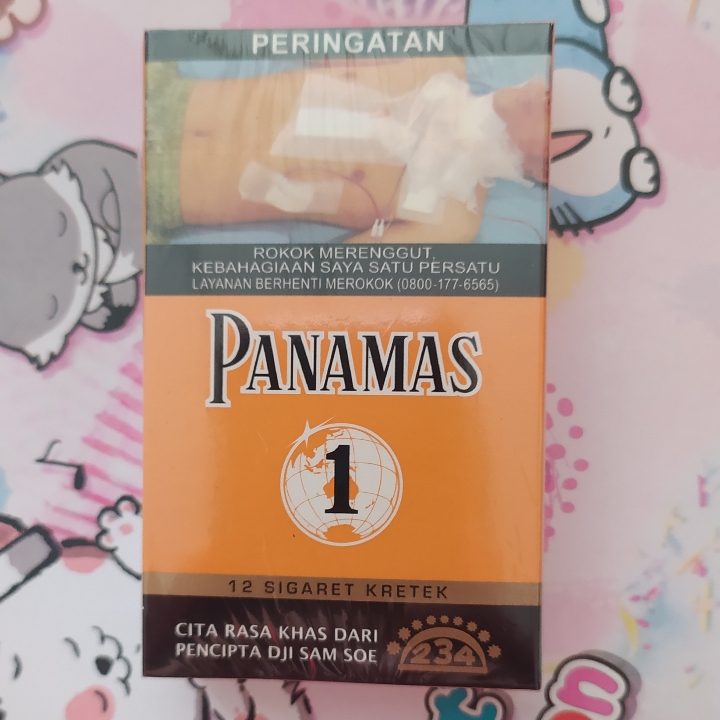 PERINGATAN
ROKOK MERENGGUT,
KEBAHAGIAAN SAYA SATU PERSATU
LAYANAN BERHENTI MEROKOK (0800-177-6565)
PANAMAS
1
12 SIGARET KRETEK
CITA RASA KHAS DARI
PENCIPTA DJI SAM SOE
234